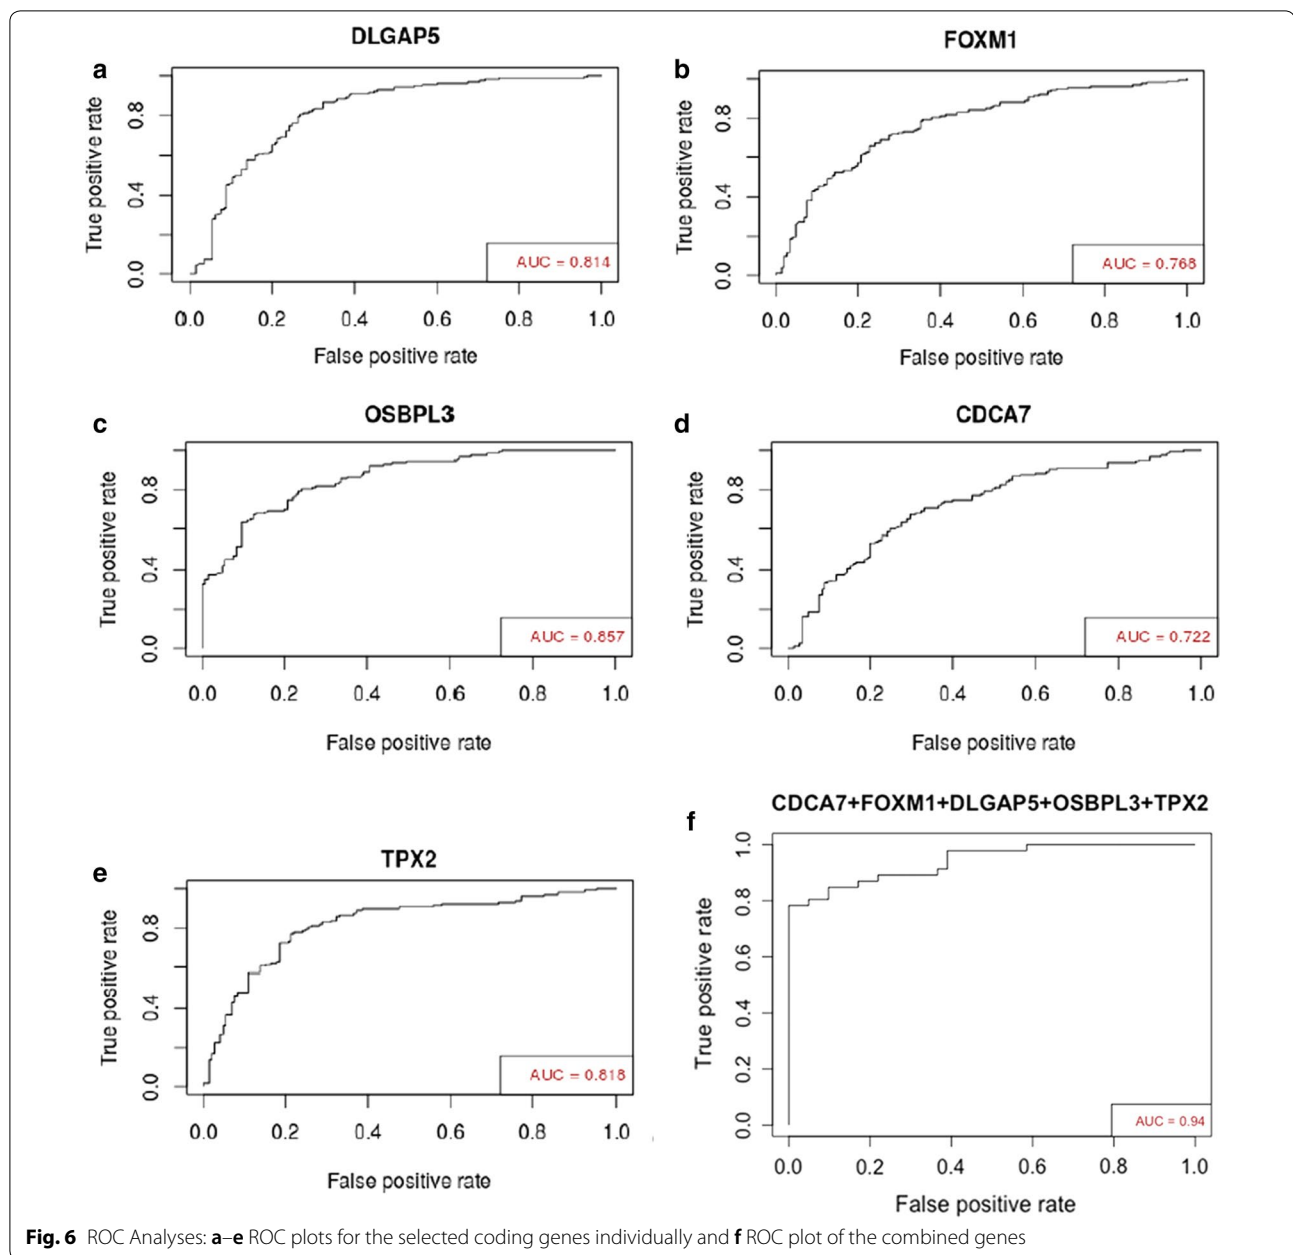 DLGAP5
a
True positive rate
0.8
0.4
0.0
AUC = 0.814
0.0 0.2 0.4 0.6 0.8 1.0
False positive rate
FOXM1
b
True positive rate
0.8
0.4
0.0
AUC = 0.768
0.0 0.2 0.4 0.6 0.8 1.0
False positive rate
OSBPL3
c
True positive rate
0.8
0.4
0.0
AUC = 0.857
0.0 0.2 0.4 0.6 0.8 1.0
False positive rate
CDCA7
d
True positive rate
0.8
0.4
0.0
AUC = 0.722
0.0 0.2 0.4 0.6 0.8 1.0
False positive rate
TPX2
e
True positive rate
0.8
0.4
0.0
AUC = 0.818
0.0 0.2 0.4 0.6 0.8 1.0
False positive rate
CDCA7+FOXM1+DLGAP5+OSBPL3+TPX2
f
True positive rate
1.0
0.8
0.6
0.4
0.2
0.0
AUC = 0.94
0.0 0.2 0.4 0.6 0.8 1.0
False positive rate
Fig. 6 ROC Analyses: a–e ROC plots for the selected coding genes individually and f ROC plot of the combined genes